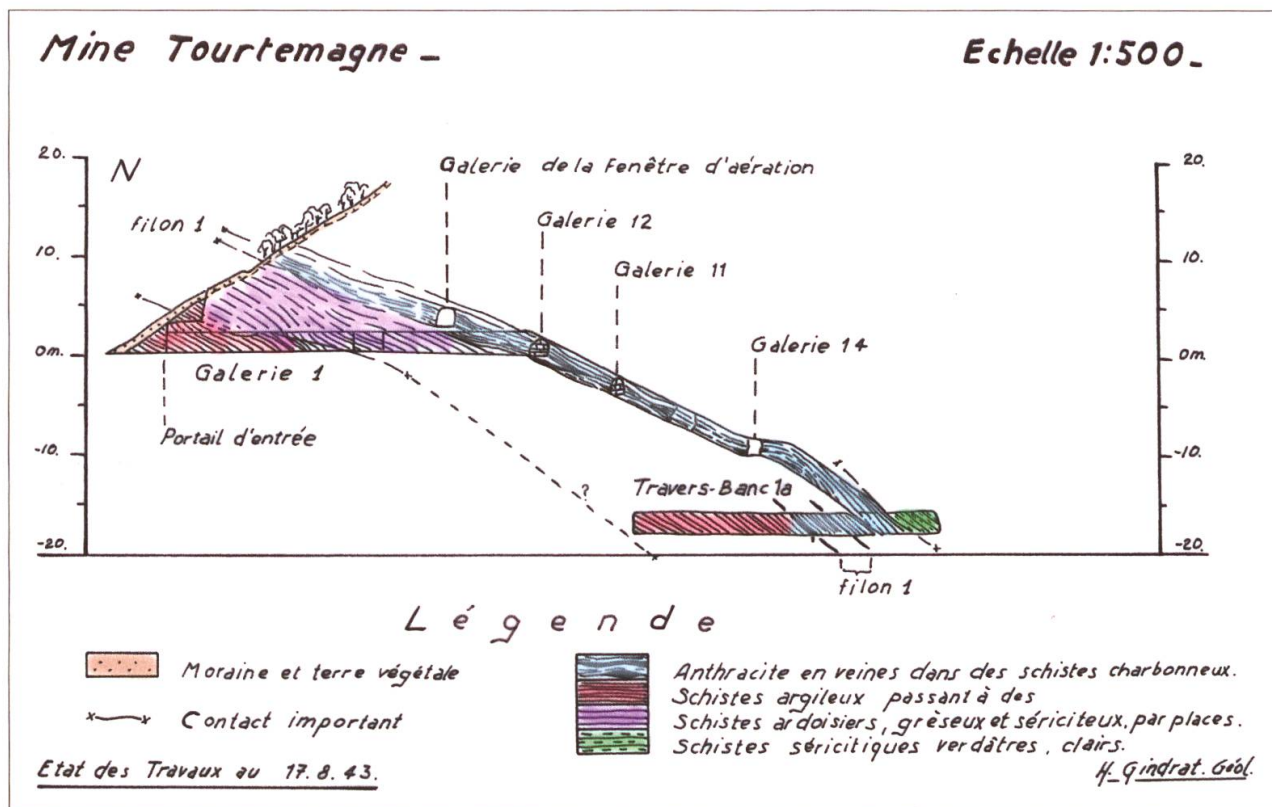 Mine Tourtemagne -
Echelle 1:500 -
20.
N
20.
Galerie de la Fenêtre d'aération
filon 1
Galerie 12
10.
10.
Galerie 11
Galerie 14
0m.
0m.
Galerie 1
Portail d'entrée
-10.
-10.
?
Travers-Banc 1a
-20.
-20.
filon 1
Légende
Moraine et terre végétale
Contact important
Anthracite en veines dans des schistes charbonneux.
Schistes argileux passant à des
Schistes ardoisiers, grèseux et sériciteux, par places.
Schistes séricitiques verdâtres, clairs.
Etat des Travaux au 17.8.43.
H_Gindrat.Géol.